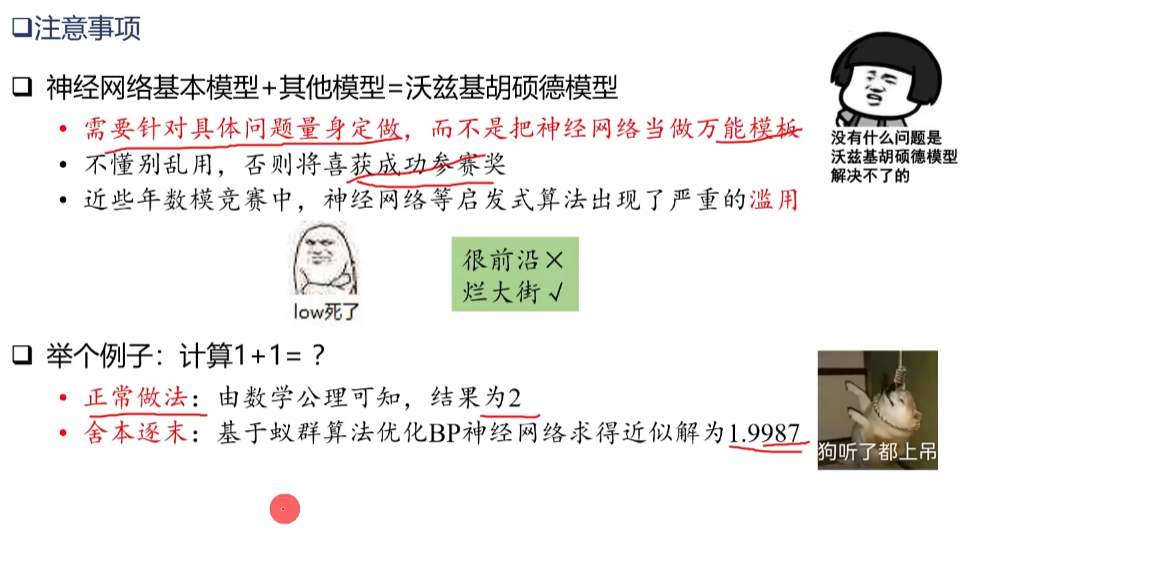 注意事项
神经网络基本模型+其他模型=沃兹基胡硕德模型
需要针对具体问题量身定做，而不是把神经网络当做万能模板
不懂别乱用，否则将喜获成功参赛奖
近些年数模竞赛中，神经网络等启发式算法出现了严重的滥用
没有什么问题是
沃兹基胡硕德模型
解决不了的
low死了
很前沿×
烂大街√
举个例子：计算1+1=？
正常做法：由数学公理可知，结果为2
舍本逐末：基于蚁群算法优化BP神经网络求得近似解为1.9987
狗听了都上吊